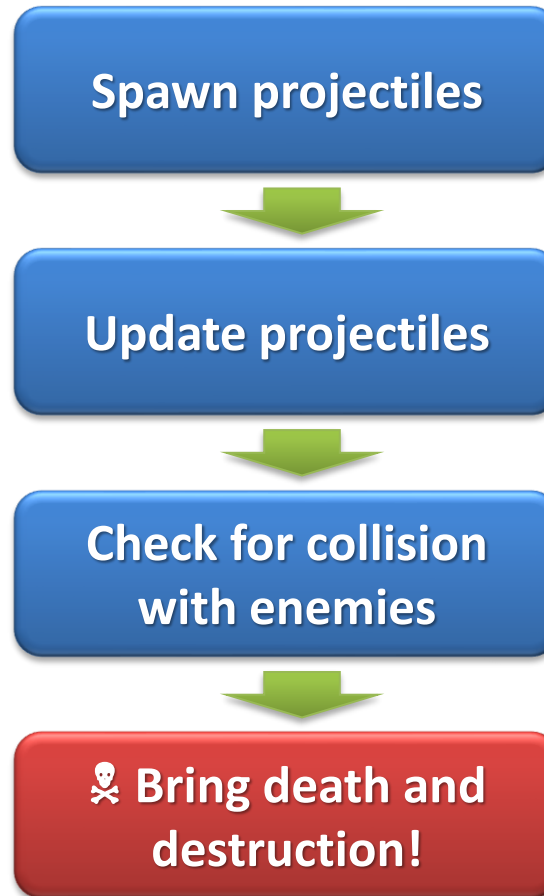 Spawn projectiles
Update projectiles
Check for collision
with enemies
☠ Bring death and
destruction!